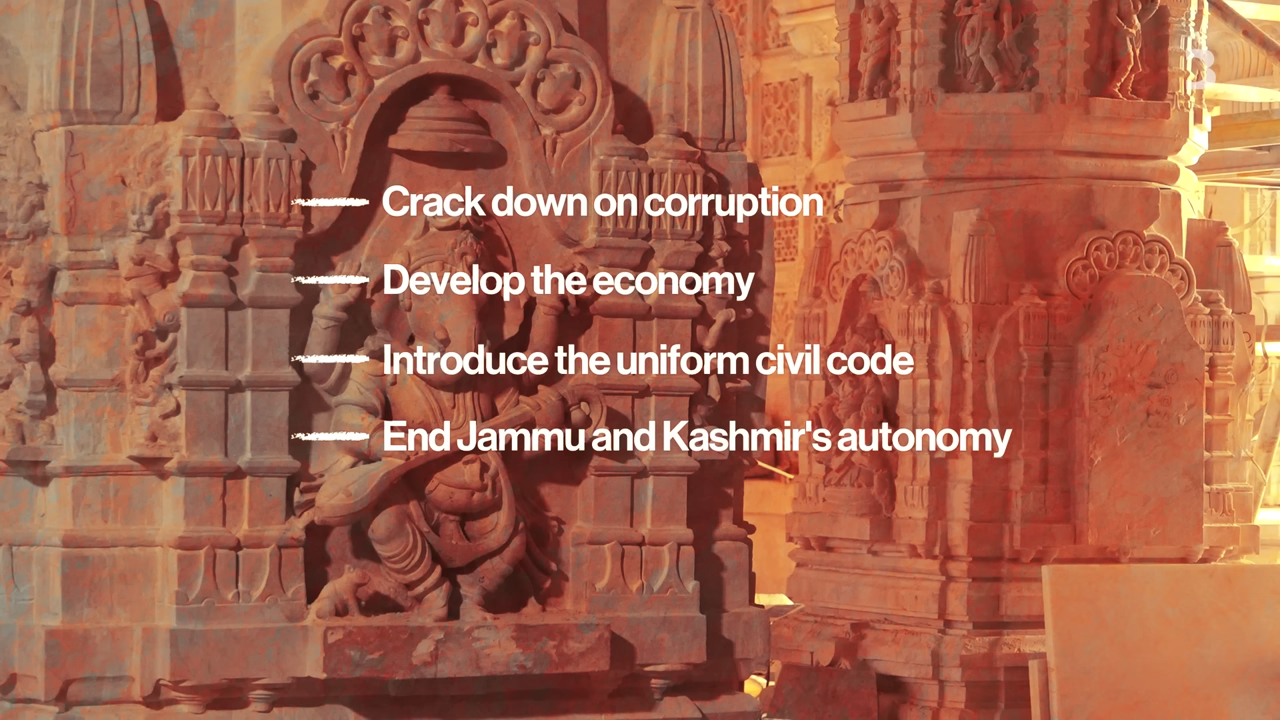 Crack down on corruption
Develop the economy
Introduce the uniform civil code
End Jammu and Kashmir's autonomy